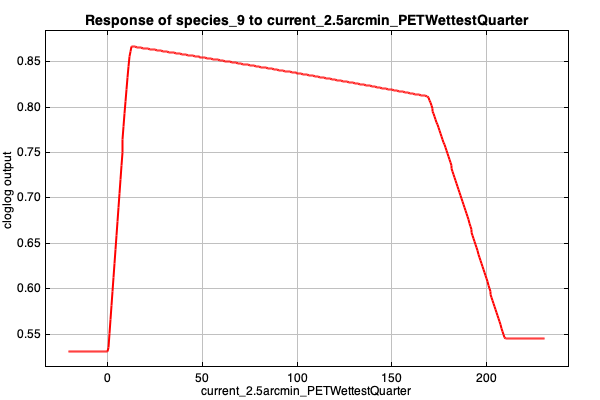 Response of species_9 to current_2.5arcmin_PETWettestQuarter
0.85
0.80
0.75
0.70
0.65
0.60
0.55
cloglog output
0 50 100 150 200
current_2.5arcmin_PETWettestQuarter